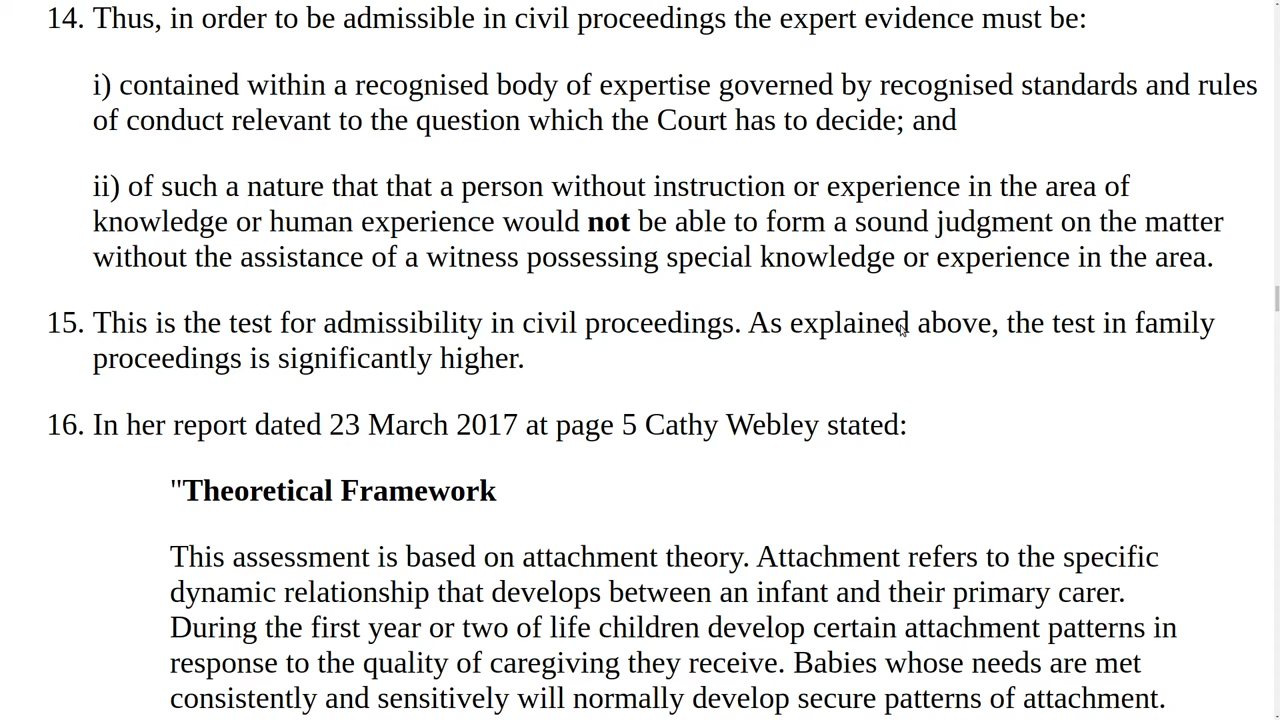 14. Thus, in order to be admissible in civil proceedings the expert evidence must be:
i) contained within a recognised body of expertise governed by recognised standards and rules
of conduct relevant to the question which the Court has to decide; and
ii) of such a nature that that a person without instruction or experience in the area of
knowledge or human experience would not be able to form a sound judgment on the matter
without the assistance of a witness possessing special knowledge or experience in the area.
15. This is the test for admissibility in civil proceedings. As explained above, the test in family
proceedings is significantly higher.
16. In her report dated 23 March 2017 at page 5 Cathy Webley stated:
"Theoretical Framework
This assessment is based on attachment theory. Attachment refers to the specific
dynamic relationship that develops between an infant and their primary carer.
During the first year or two of life children develop certain attachment patterns in
response to the quality of caregiving they receive. Babies whose needs are met
consistently and sensitively will normally develop secure patterns of attachment.